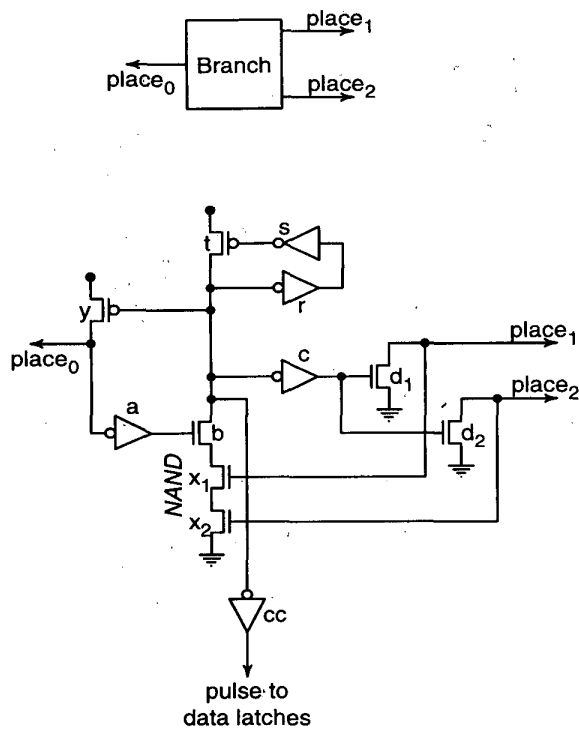 place1
Branch
place0
place2
s
t
r
y
place1
place0
c
d1
place2
a
b
d2
NAND
x1
x2
cc
pulse to
data latches